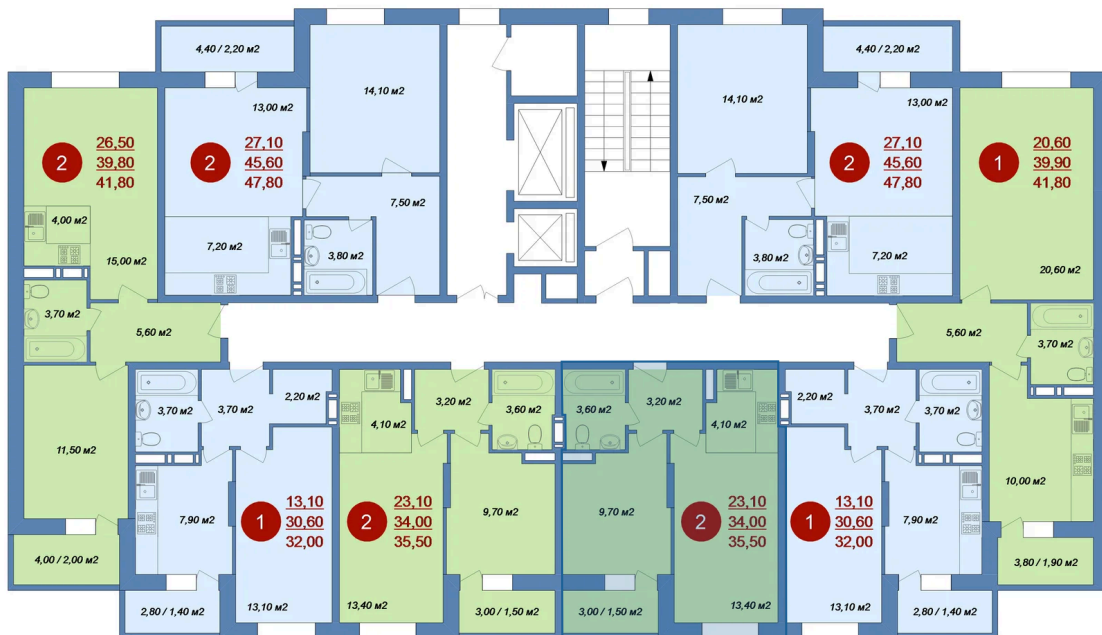 4,40 / 2,20 м2
14,10 м2
13,00 м2
2
27,10
45,60
47,80
7,50 м2
7,20 м2
3,80 м2
2
26,50
39,80
41,80
4,00 м2
15,00 м2
3,70 м2
5,60 м2
11,50 м2
4,00 / 2,00 м2
14,10 м2
7,50 м2
3,80 м2
4,40 / 2,20 м2
13,00 м2
2
27,10
45,60
47,80
7,20 м2
1
20,60
39,90
41,80
20,60 м2
5,60 м2
3,70 м2
10,00 м2
3,80 / 1,90 м2
3,70 м2
3,70 м2
2,20 м2
7,90 м2
1
13,10
30,60
32,00
13,10 м2
2,80 / 1,40 м2
4,10 м2
3,20 м2
3,60 м2
2
23,10
34,00
35,50
9,70 м2
13,40 м2
3,00 / 1,50 м2
3,60 м2
3,20 м2
4,10 м2
9,70 м2
2
23,10
34,00
35,50
3,00 / 1,50 м2
13,40 м2
2,20 м2
3,70 м2
3,70 м2
1
13,10
30,60
32,00
7,90 м2
13,10 м2
2,80 / 1,40 м2